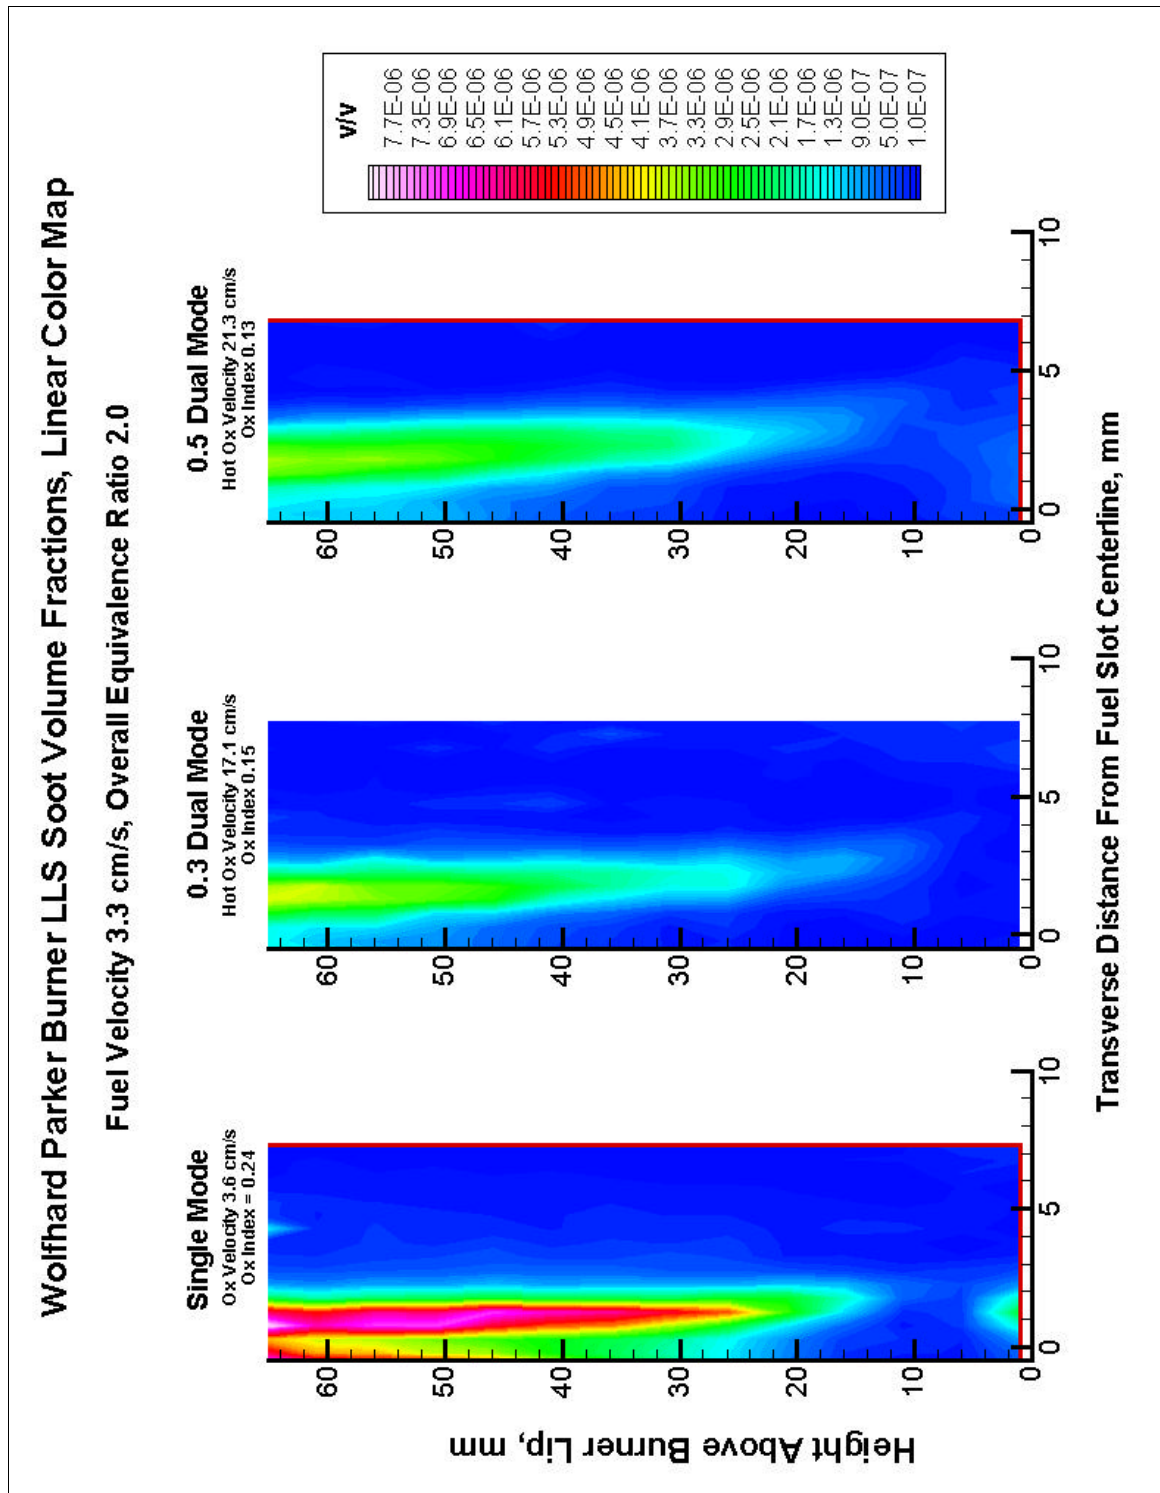 Wolfhard Parker Burner LLS Soot Volume Fractions, Linear Color Map
Fuel Velocity 3.3 cm/s, Overall Equivalence Ratio 2.0
Single Mode
Ox Velocity 3.6 cm/s
Ox Index = 0.24
0.3 Dual Mode
Hot Ox Velocity 17.1 cm/s
Ox Index 0.15
0.5 Dual Mode
Hot Ox Velocity 21.3 cm/s
Ox Index 0.13
v/v
7.7E-06
7.3E-06
6.9E-06
6.5E-06
6.1E-06
5.7E-06
5.3E-06
4.9E-06
4.5E-06
4.1E-06
3.7E-06
3.3E-06
2.9E-06
2.5E-06
2.1E-06
1.7E-06
1.3E-06
9.0E-07
5.0E-07
1.0E-07
Height Above Burner Lip, mm
60
50
40
30
20
10
0
0 5 10
60
50
40
30
20
10
0
0 5 10
60
50
40
30
20
10
0
0 5 10
Transverse Distance From Fuel Slot Centerline, mm